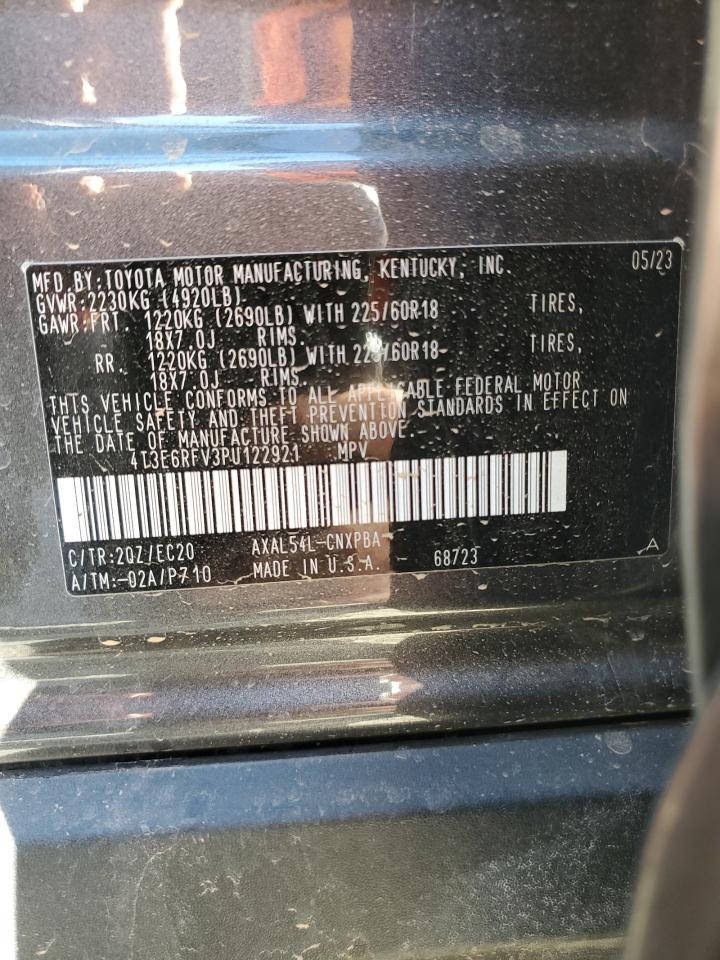 MFD.BY:TOYOTA MOTOR MANUFACTURING, KENTUCKY, INC. 05/23
GVWR:2230KG (4920LB)
GAWR:FRT. 1220KG (2690LB) WITH 225/60R18 TIRES,
18X7.0J RIMS.
RR. 1220KG (2690LB) WITH 225/60R18 TIRES,
18X7.0J RIMS.
THIS VEHICLE CONFORMS TO ALL APPLICABLE FEDERAL MOTOR
VEHICLE SAFETY AND THEFT PREVENTION STANDARDS IN EFFECT ON
THE DATE OF MANUFACTURE SHOWN ABOVE.
4T3E6RFV3PU122921 MPV
C/TR:2QZ/EC20 AXAL54L-CNXPBA
A/TM:-02A/P710 MADE IN U.S.A. 68723 A